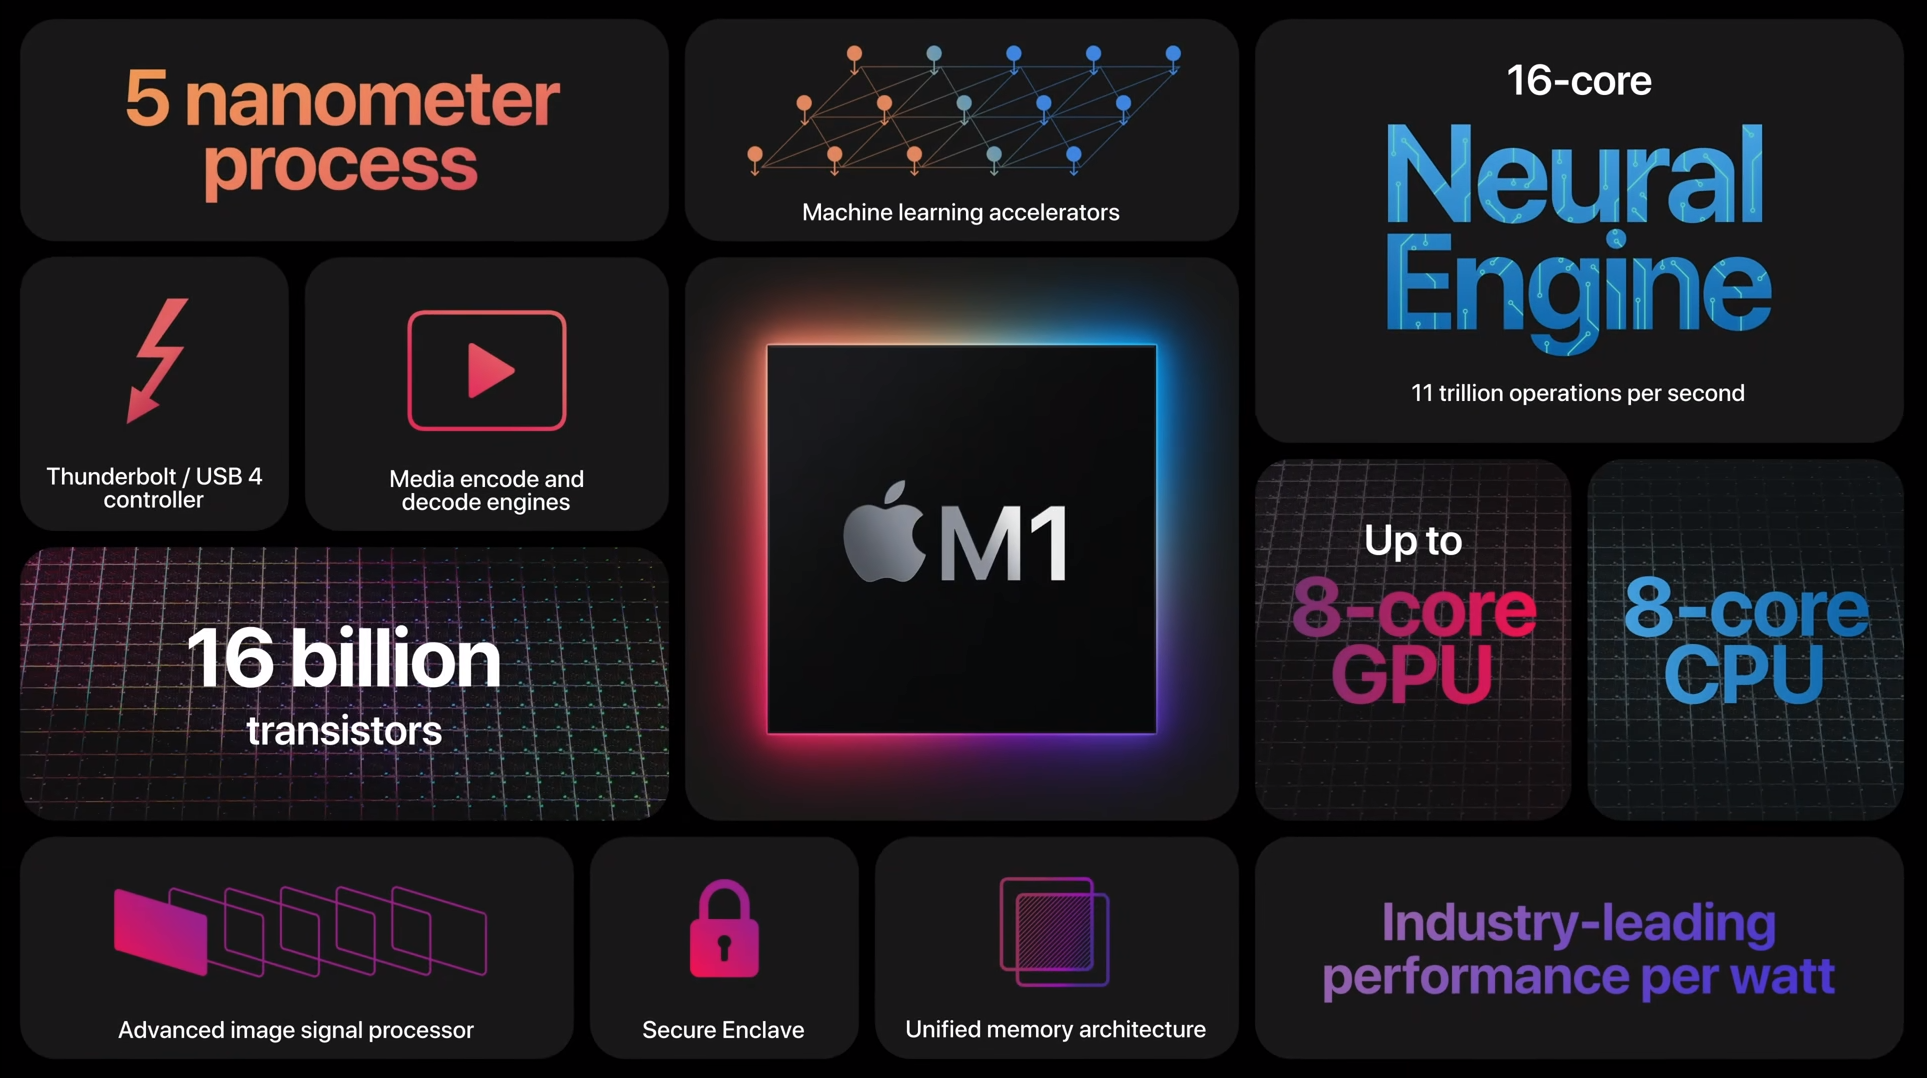 5 nanometer
process
Machine learning accelerators
16-core
Neural
Engine
11 trillion operations per second
Thunderbolt / USB 4
controller
Media encode and
decode engines
M1
Up to
8-core
GPU
8-core
CPU
16 billion
transistors
Advanced image signal processor
Secure Enclave
Unified memory architecture
Industry-leading
performance per watt